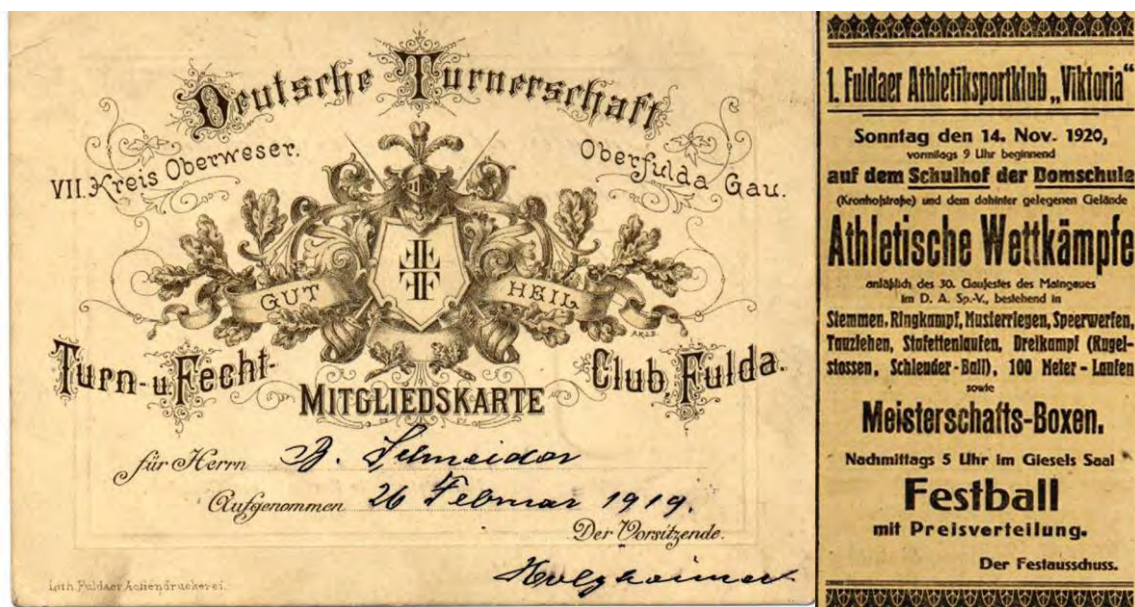 Deutsche Turnerschaft
VII. Kreis Oberweser.
Oberfulda Gau.
GUT HEIL
A.K.L.B.
Turn- u Fecht- Club, Fulda.
MITGLIEDSKARTE
für Herrn B. Schneider
Aufgenommen 26 Februar 1919.
Der Vorsitzende.
Holzheimer
Lith. Fuldaer Actiendruckerei.
1. Fuldaer Athletiksportklub „Viktoria“
Sonntag den 14. Nov. 1920,
vormittags 9 Uhr beginnend
auf dem Schulhof der Domschule
(Kronhofstraße) und dem dahinter gelegenen Gelände
Athletische Wettkämpfe
anläßlich des 30. Gaufestes des Maingaues
im D. A. Sp.-V., bestehend in
Stemmen, Ringkampf, Musterriegen, Speerwerfen,
Tauziehen, Stafettenlaufen, Dreikampf (Kugel-
stossen, Schleuder-Ball), 100 Meter-Laufen
sowie
Meisterschafts-Boxen.
Nachmittags 5 Uhr im Giesels Saal
Festball
mit Preisverteilung.
Der Festausschuss.